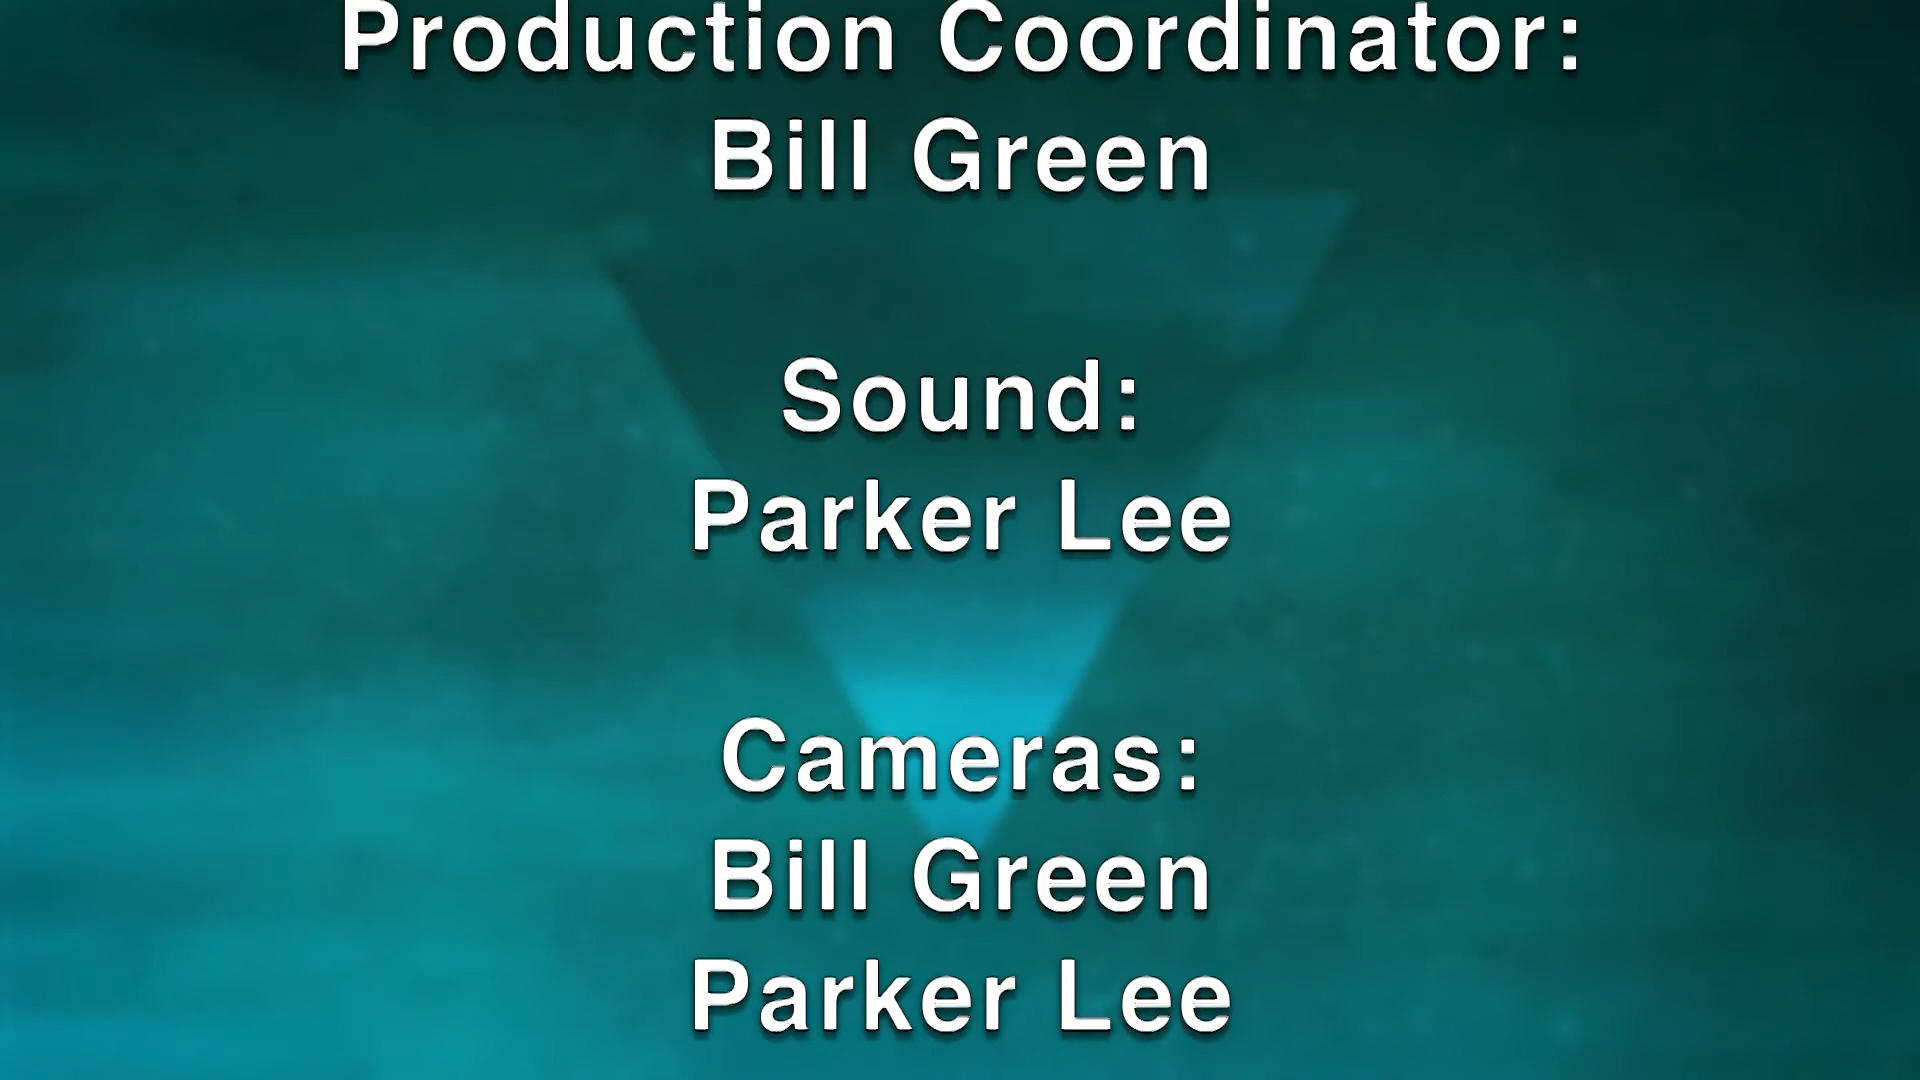 Production Coordinator:
Bill Green
Sound:
Parker Lee
Cameras:
Bill Green
Parker Lee